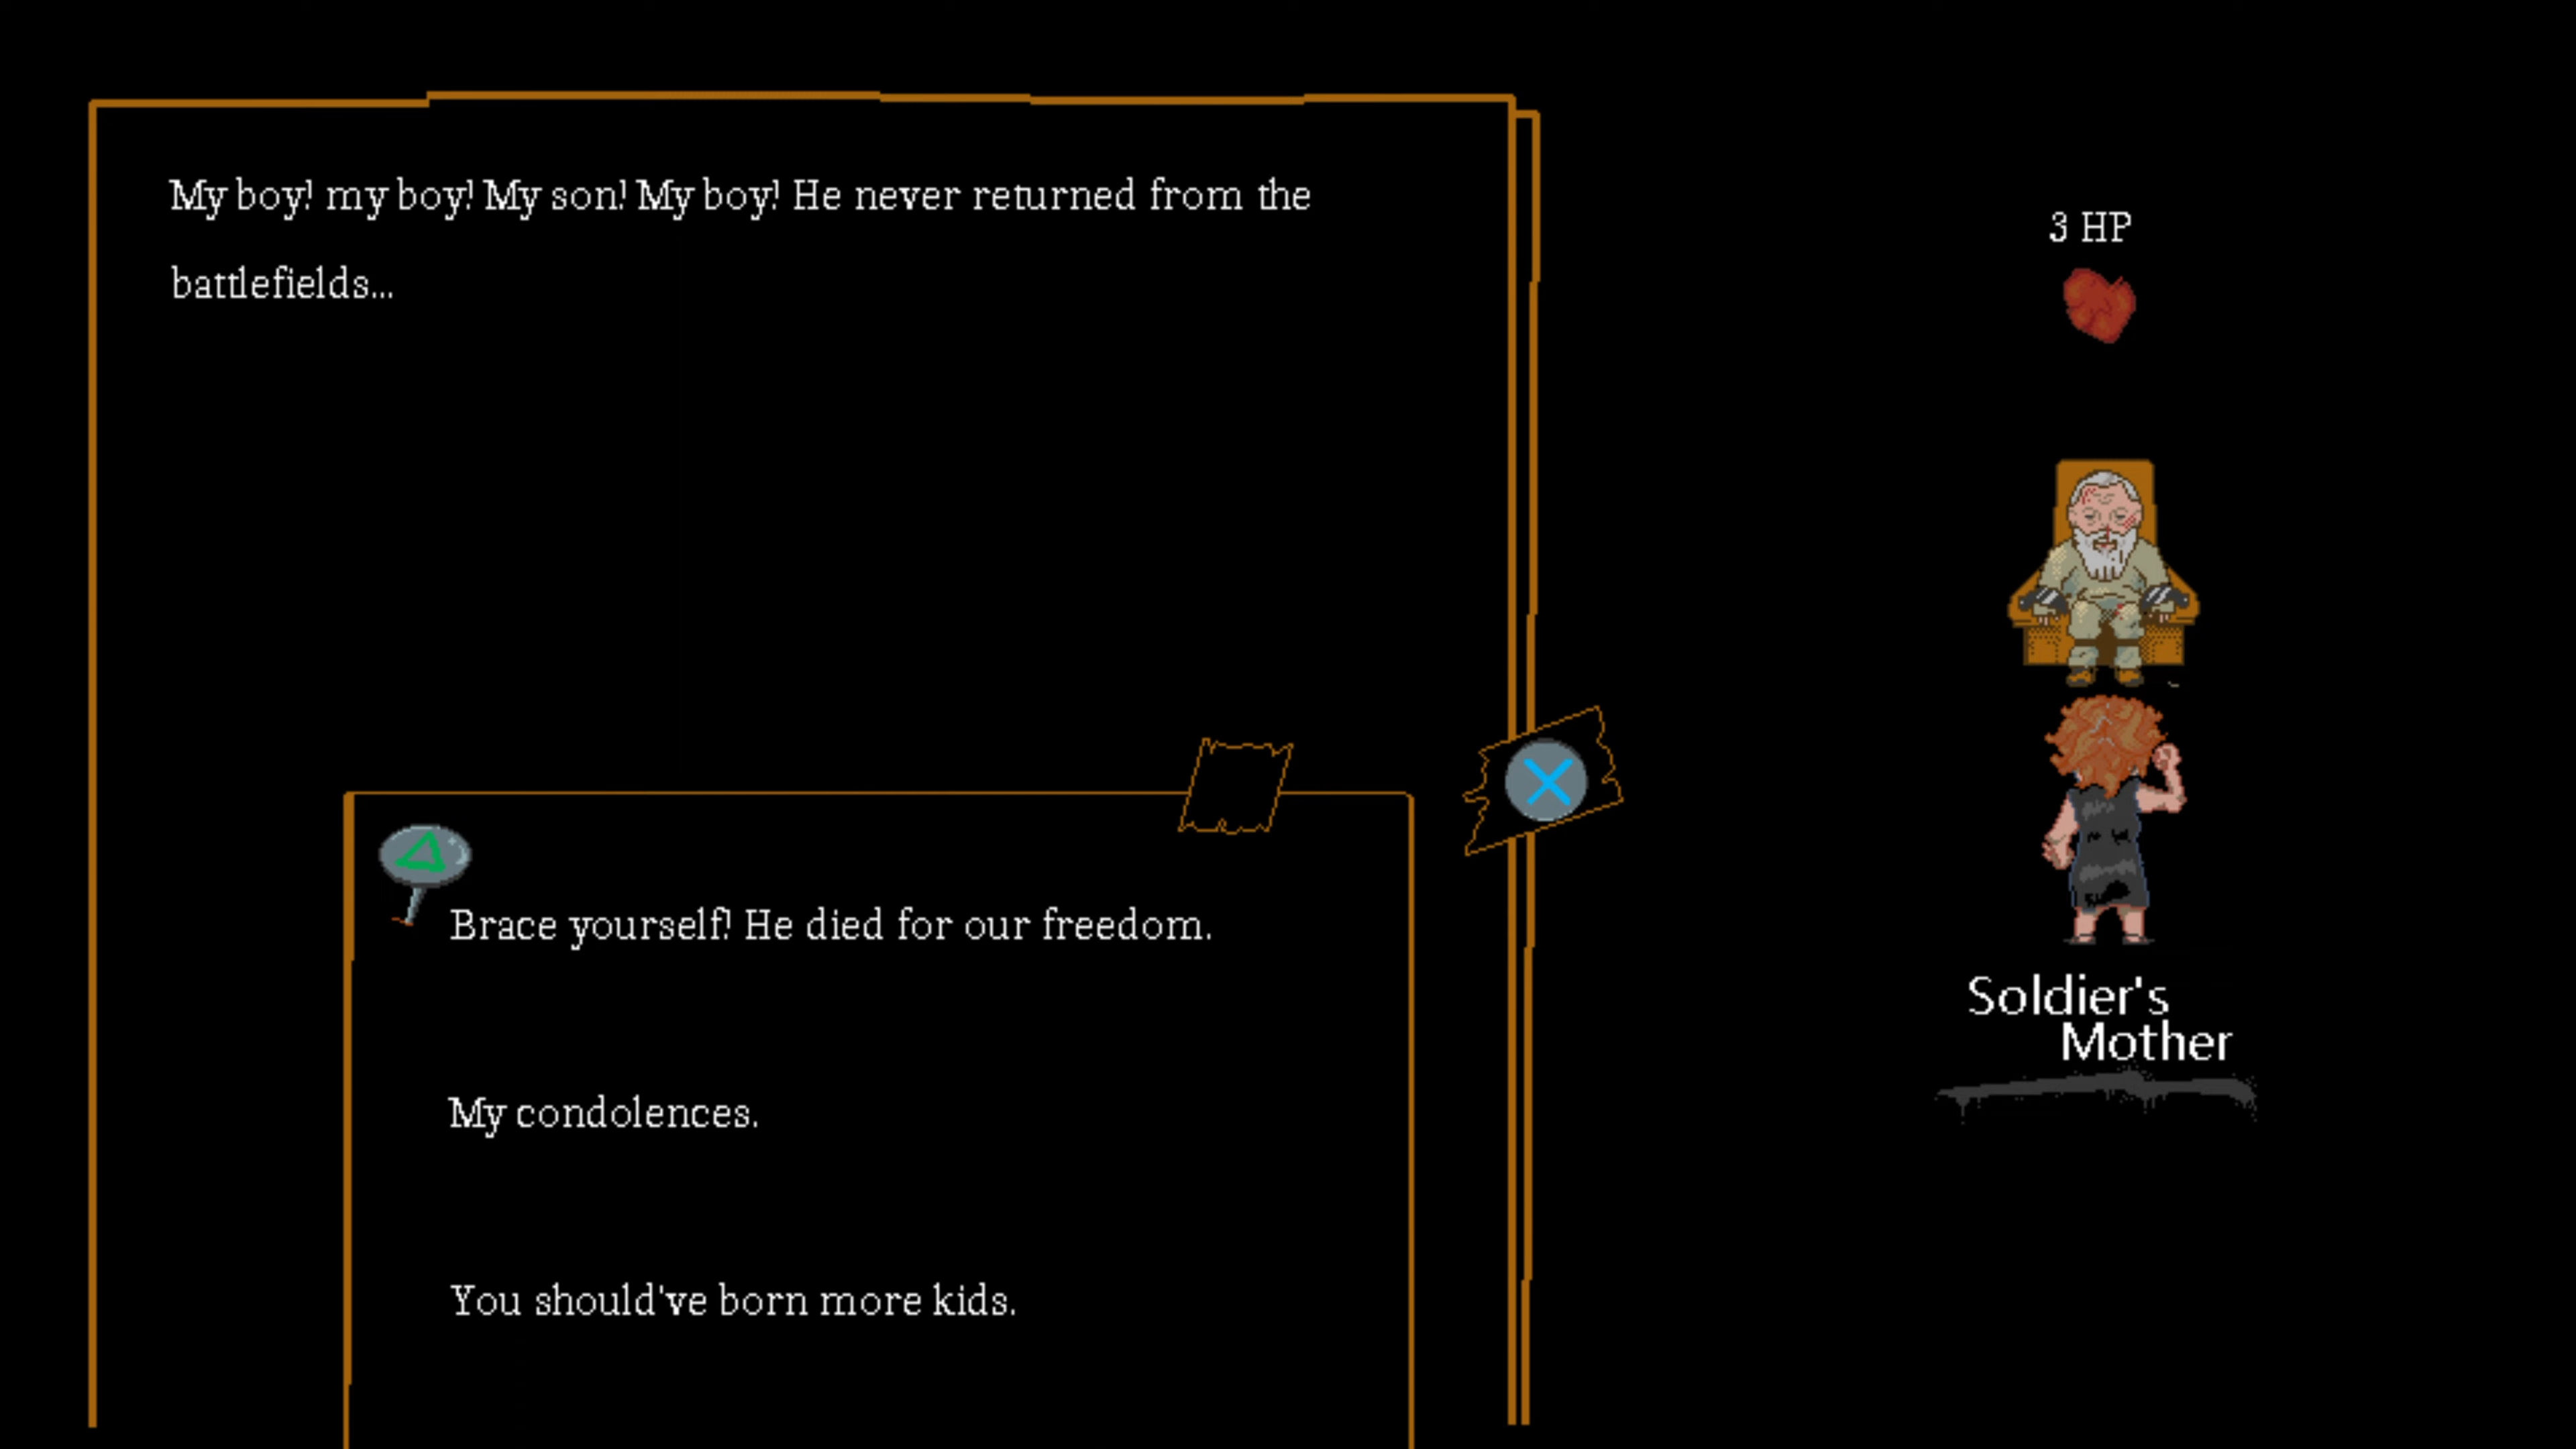 My boy! my boy! My son! My boy! He never returned from the
battlefields...
3 HP
Brace yourself! He died for our freedom.
My condolences.
You should've born more kids.
Soldier's
Mother